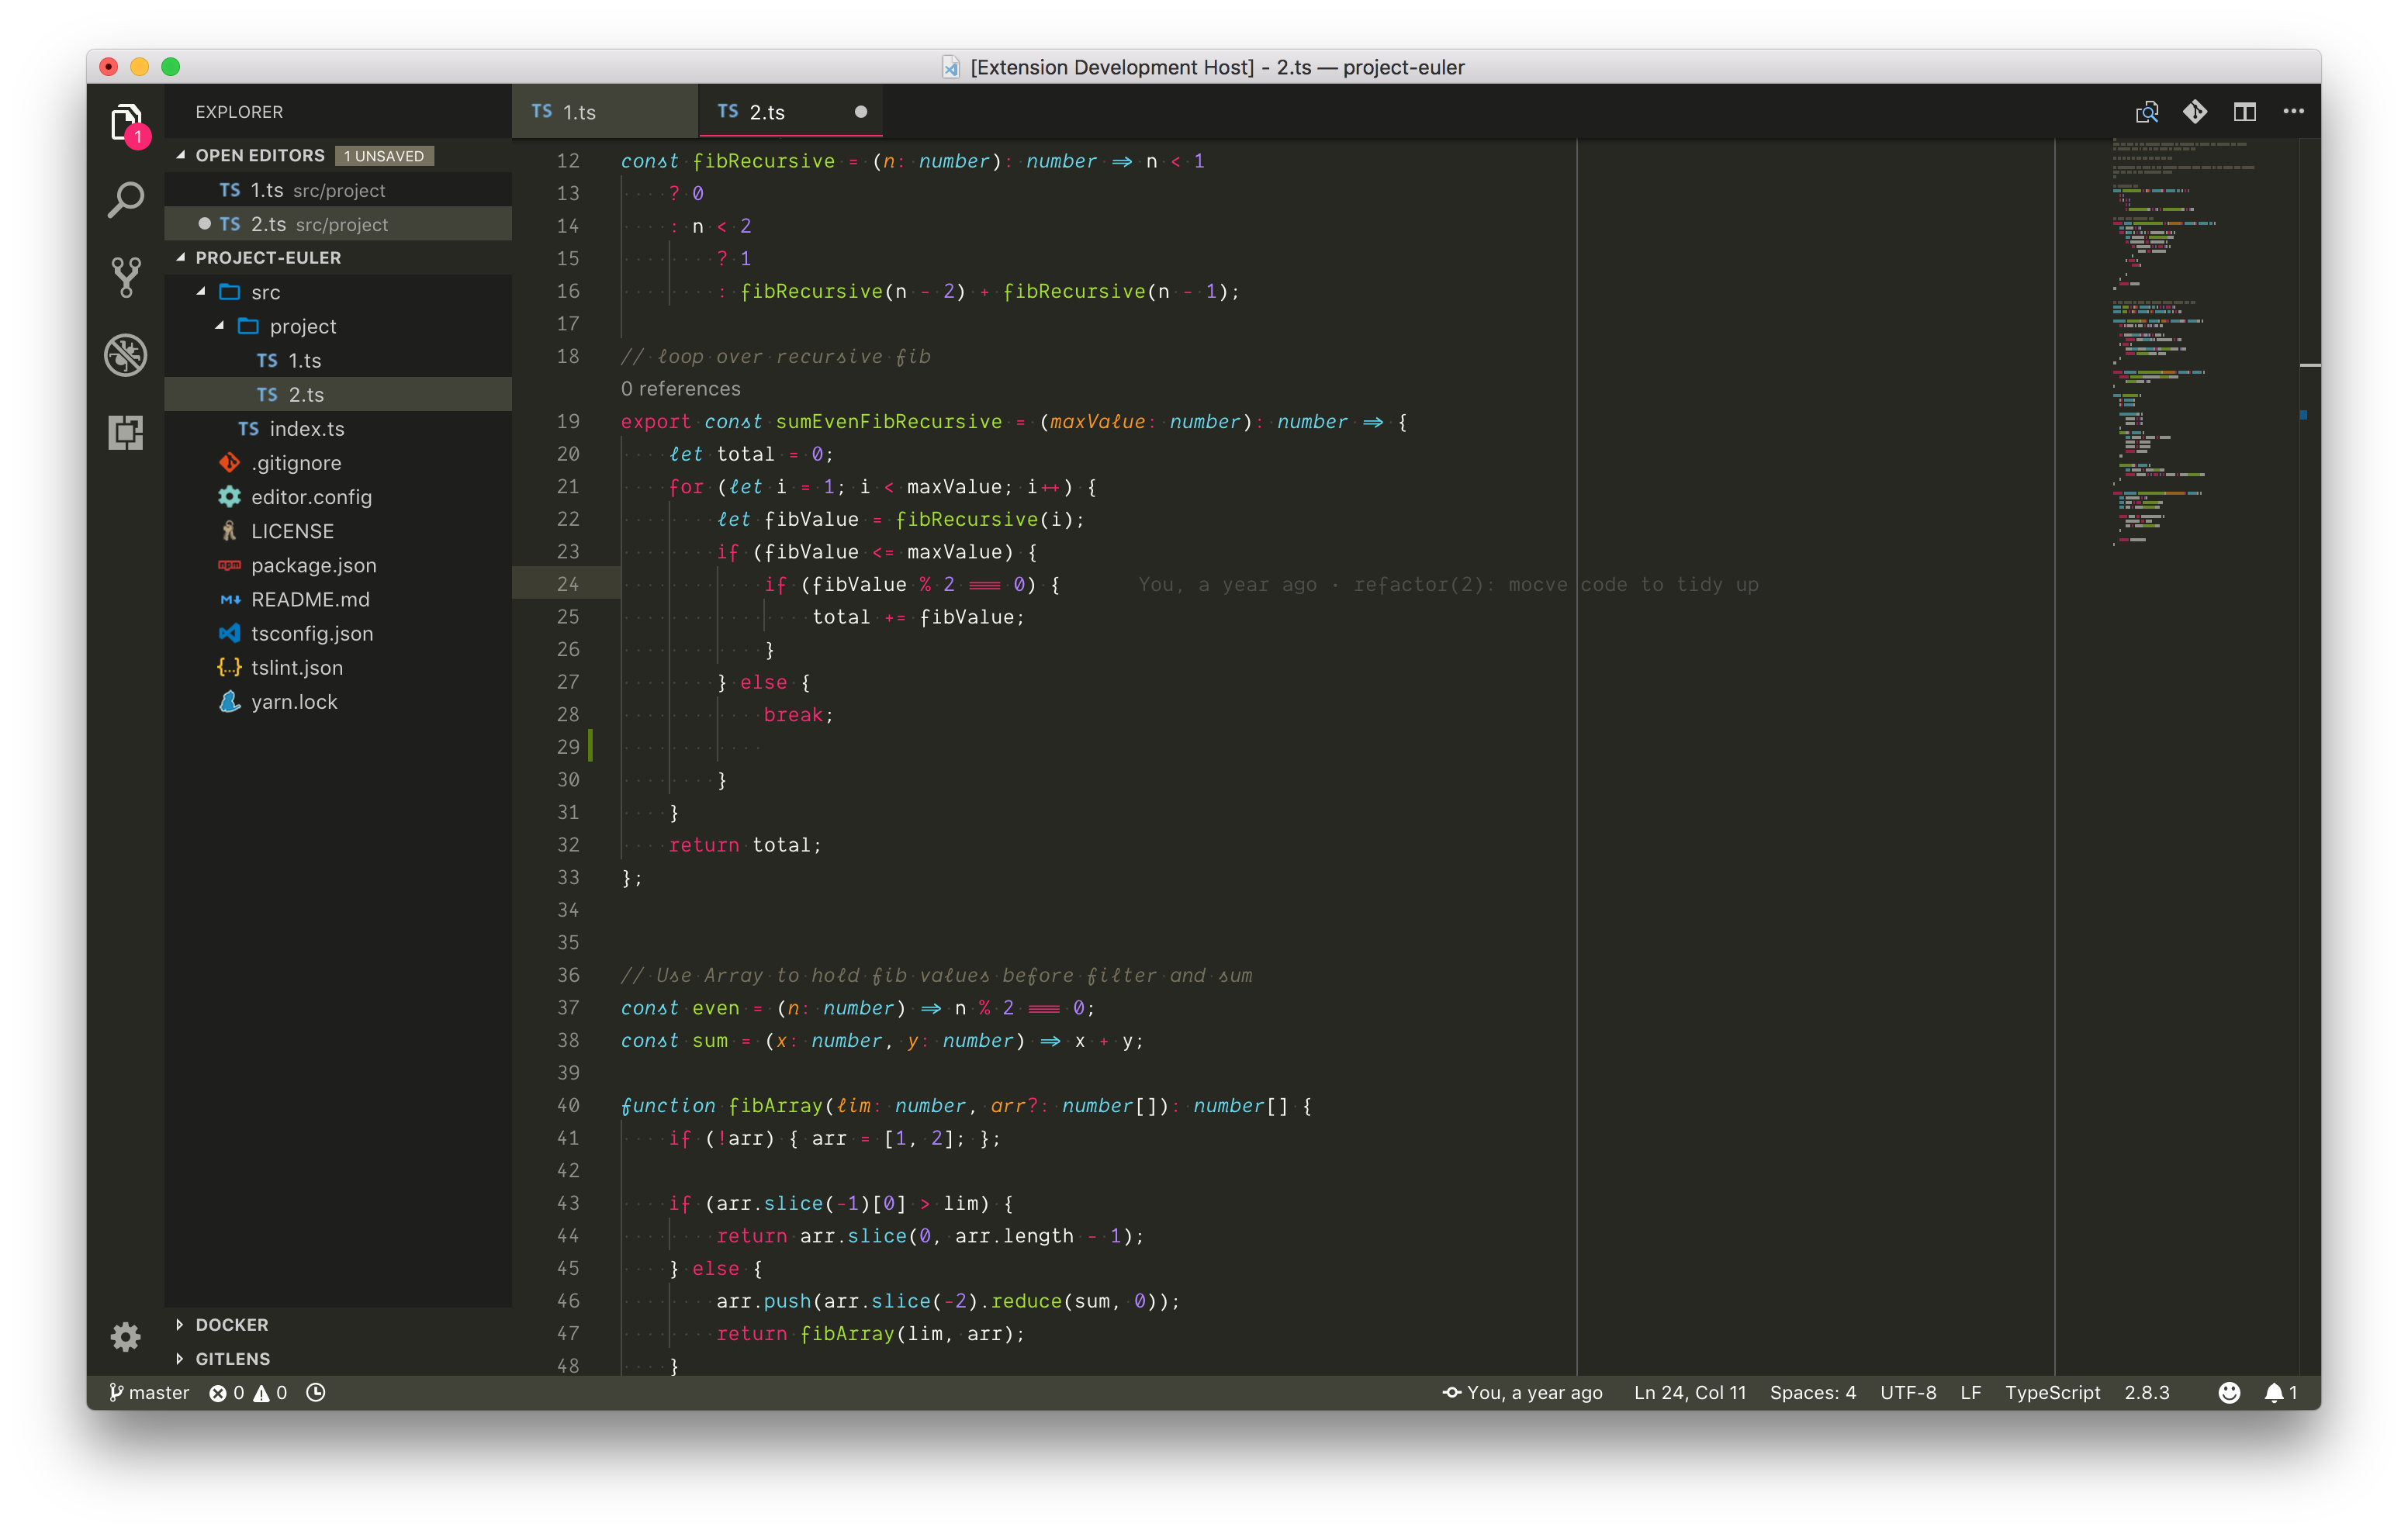 [Extension Development Host] - 2.ts — project-euler
1
EXPLORER
OPEN EDITORS 1 UNSAVED
TS 1.ts src/project
TS 2.ts src/project
PROJECT-EULER
src
project
TS 1.ts
TS 2.ts
TS index.ts
.gitignore
editor.config
LICENSE
npm package.json
M↓ README.md
tsconfig.json
{..} tslint.json
yarn.lock
DOCKER
GITLENS
TS 1.ts
TS 2.ts
12 const fibRecursive = (n: number): number => n < 1
13 ? 0
14 : n < 2
15 ? 1
16 : fibRecursive(n - 2) + fibRecursive(n - 1);
17
18 // loop over recursive fib
0 references
19 export const sumEvenFibRecursive = (maxValue: number): number => {
20 let total = 0;
21 for (let i = 1; i < maxValue; i++) {
22 let fibValue = fibRecursive(i);
23 if (fibValue <= maxValue) {
24 if (fibValue % 2 === 0) { You, a year ago • refactor(2): mocve code to tidy up
25 total += fibValue;
26 }
27 } else {
28 break;
29
30 }
31 }
32 return total;
33 };
34
35
36 // Use Array to hold fib values before filter and sum
37 const even = (n: number) => n % 2 === 0;
38 const sum = (x: number, y: number) => x + y;
39
40 function fibArray(lim: number, arr?: number[]): number[] {
41 if (!arr) { arr = [1, 2]; };
42
43 if (arr.slice(-1)[0] > lim) {
44 return arr.slice(0, arr.length - 1);
45 } else {
46 arr.push(arr.slice(-2).reduce(sum, 0));
47 return fibArray(lim, arr);
48 }
master 0 0 You, a year ago Ln 24, Col 11 Spaces: 4 UTF-8 LF TypeScript 2.8.3 1